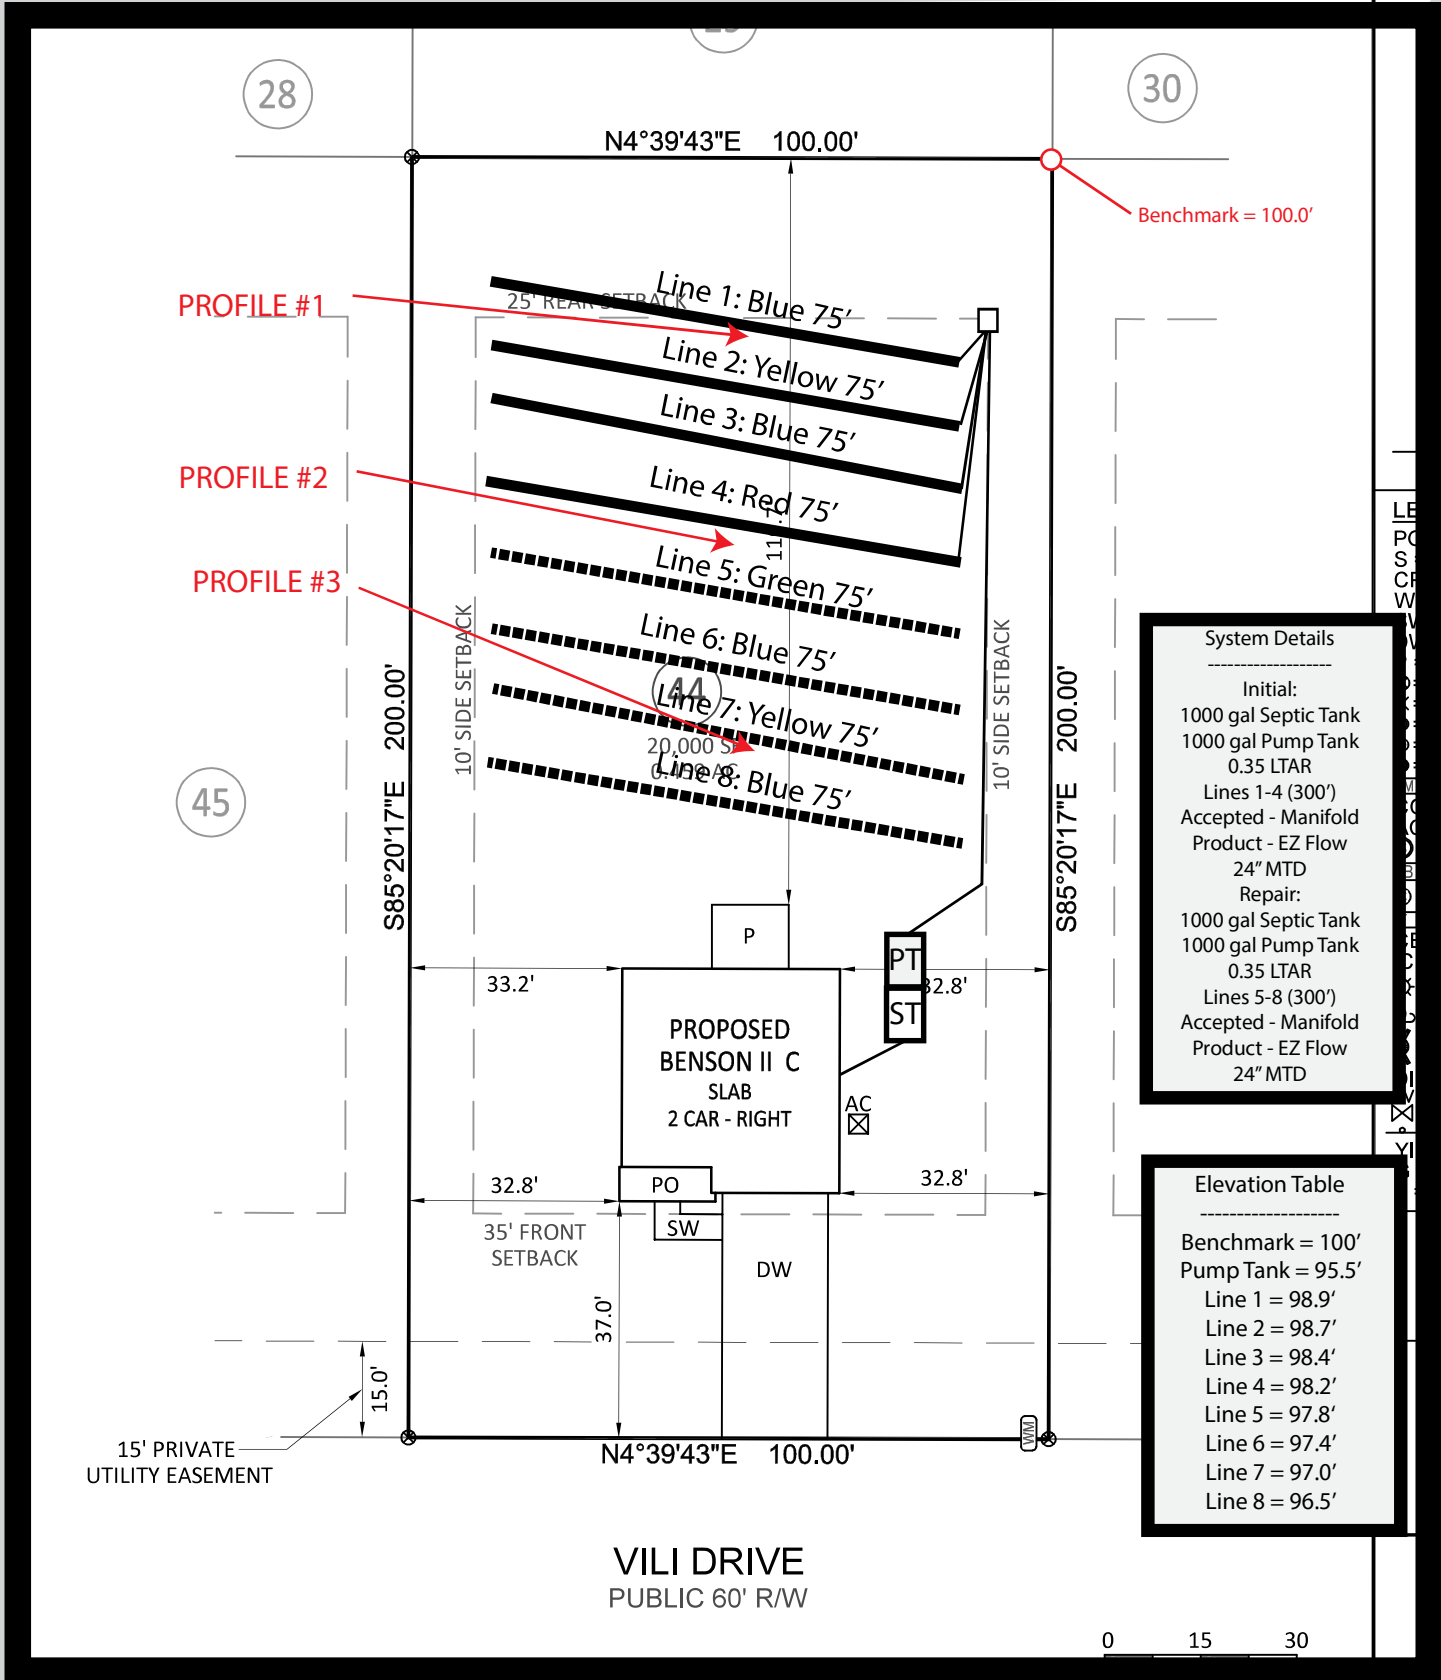 28
30
N4°39'43"E 100.00'
Benchmark = 100.0'
PROFILE #1
25' REAR SETBACK
Line 1: Blue 75'
Line 2: Yellow 75'
Line 3: Blue 75'
PROFILE #2
Line 4: Red 75'
PROFILE #3
Line 5: Green 75'
Line 6: Blue 75'
44
Line 7: Yellow 75'
20,000
Line 8: Blue 75'
10' SIDE SETBACK
10' SIDE SETBACK
S85°20'17"E 200.00'
S85°20'17"E 200.00'
45
P
PT
ST
33.2'
32.8'
PROPOSED
BENSON II C
SLAB
2 CAR - RIGHT
AC
32.8'
PO
32.8'
SW
35' FRONT
SETBACK
DW
37.0'
15.0'
15' PRIVATE
UTILITY EASEMENT
WM
N4°39'43"E 100.00'
VILI DRIVE
PUBLIC 60' R/W
0 15 30
System Details
-------------------
Initial:
1000 gal Septic Tank
1000 gal Pump Tank
0.35 LTAR
Lines 1-4 (300')
Accepted - Manifold
Product - EZ Flow
24" MTD
Repair:
1000 gal Septic Tank
1000 gal Pump Tank
0.35 LTAR
Lines 5-8 (300')
Accepted - Manifold
Product - EZ Flow
24" MTD
Elevation Table
-------------------
Benchmark = 100'
Pump Tank = 95.5'
Line 1 = 98.9'
Line 2 = 98.7'
Line 3 = 98.4'
Line 4 = 98.2'
Line 5 = 97.8'
Line 6 = 97.4'
Line 7 = 97.0'
Line 8 = 96.5'